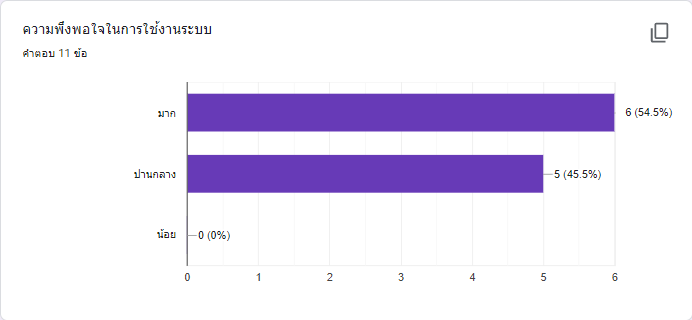 ความพึงพอใจในการใช้งานระบบ
คำตอบ 11 ข้อ
มาก
6 (54.5%)
ปานกลาง
5 (45.5%)
น้อย
0 (0%)
0 1 2 3 4 5 6